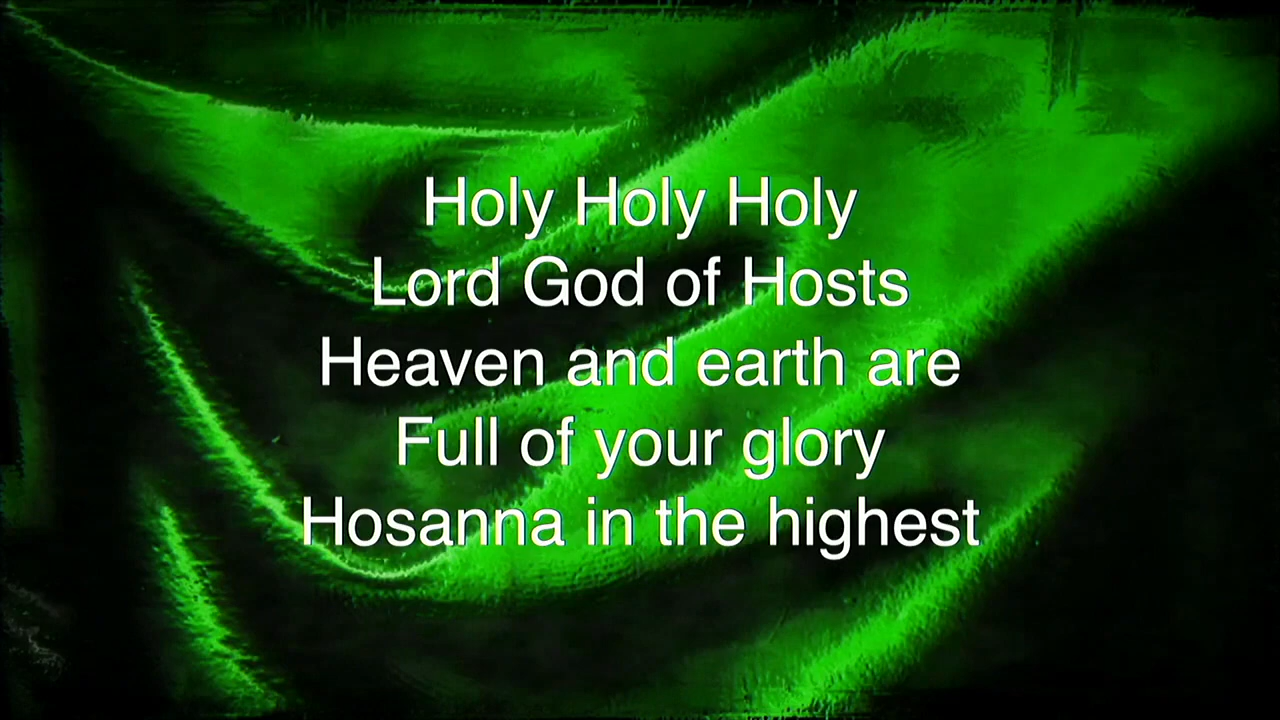 Holy Holy Holy
Lord God of Hosts
Heaven and earth are
Full of your glory
Hosanna in the highest